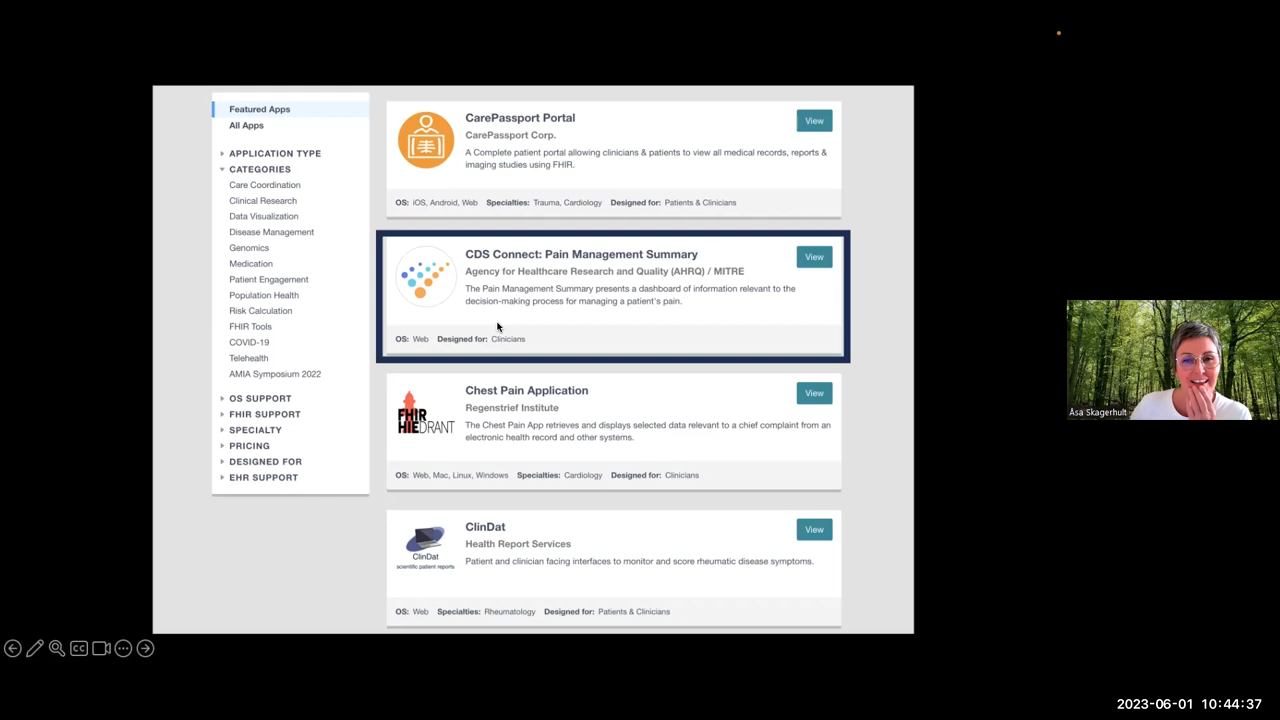 Featured Apps
All Apps
APPLICATION TYPE
CATEGORIES
Care Coordination
Clinical Research
Data Visualization
Disease Management
Genomics
Medication
Patient Engagement
Population Health
Risk Calculation
FHIR Tools
COVID-19
Telehealth
AMIA Symposium 2022
OS SUPPORT
FHIR SUPPORT
SPECIALTY
PRICING
DESIGNED FOR
EHR SUPPORT
CarePassport Portal
View
CarePassport Corp.
A Complete patient portal allowing clinicians & patients to view all medical records, reports &
imaging studies using FHIR.
OS: iOS, Android, Web Specialties: Trauma, Cardiology Designed for: Patients & Clinicians
CDS Connect: Pain Management Summary
View
Agency for Healthcare Research and Quality (AHRQ) / MITRE
The Pain Management Summary presents a dashboard of information relevant to the
decision-making process for managing a patient's pain.
OS: Web Designed for: Clinicians
FHIR
HIEDRANT
Chest Pain Application
View
Regenstrief Institute
The Chest Pain App retrieves and displays selected data relevant to a chief complaint from an
electronic health record and other systems.
OS: Web, Mac, Linux, Windows Specialties: Cardiology Designed for: Clinicians
ClinDat
scientific patient reports
ClinDat
View
Health Report Services
Patient and clinician facing interfaces to monitor and score rheumatic disease symptoms.
OS: Web Specialties: Rheumatology Designed for: Patients & Clinicians
Åsa Skagerhult
CC
2023-06-01 10:44:37